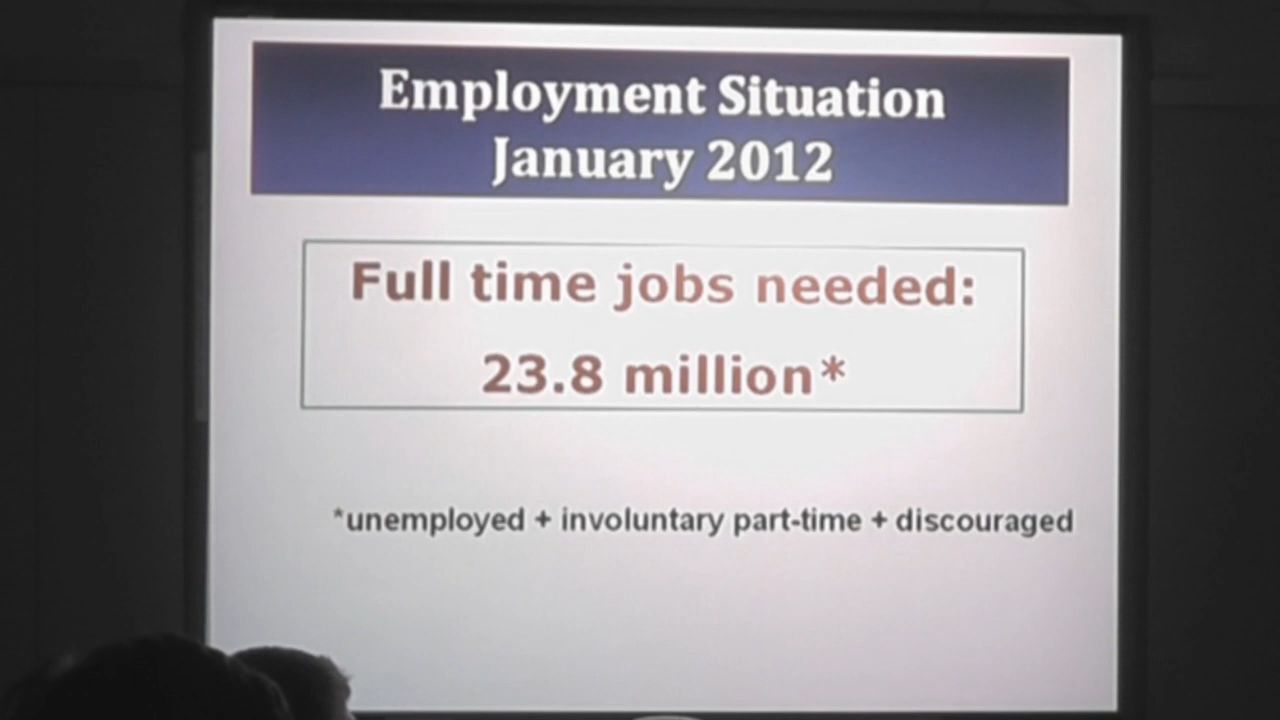 Employment Situation
January 2012
Full time jobs needed:
23.8 million*
*unemployed + involuntary part-time + discouraged